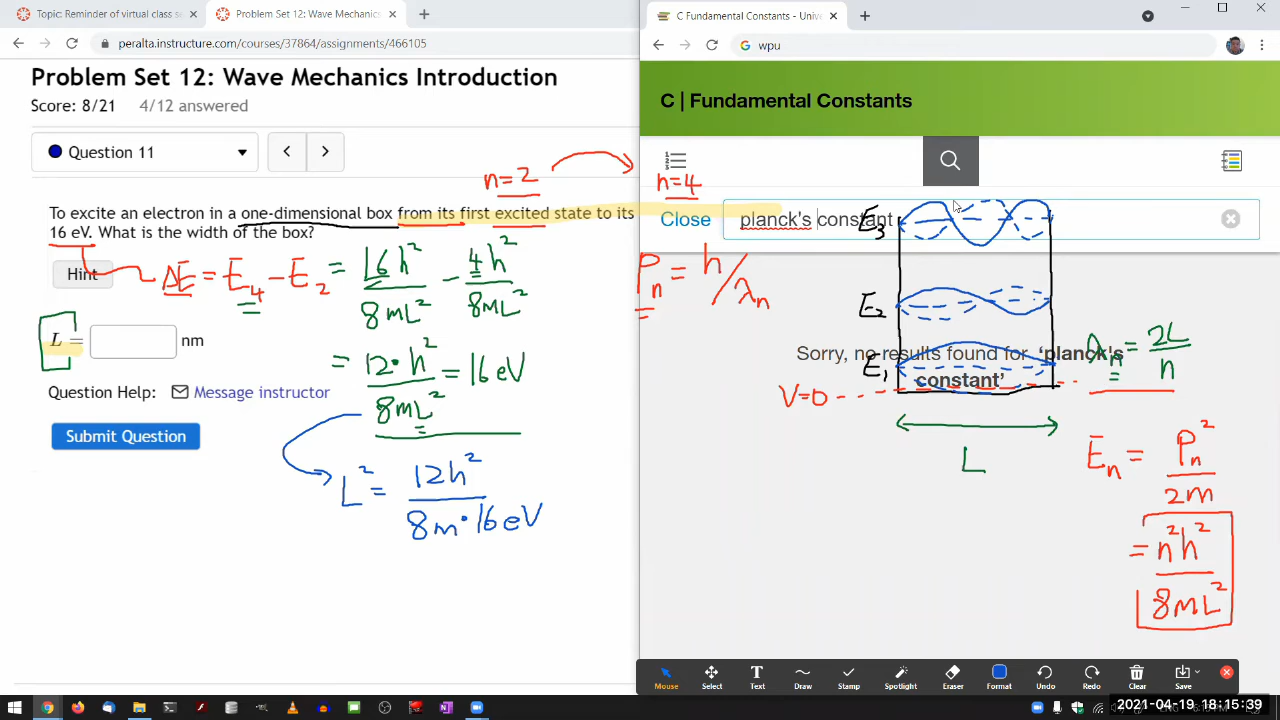 Topic: Reminder of virtual class se
Problem Set 12: Wave Mechanics
C Fundamental Constants
peralta.instructure.com/courses/37864/assignments/466105
wpu
Problem Set 12: Wave Mechanics Introduction
Score: 8/21 4/12 answered
Question 11
C | Fundamental Constants
n=2
n=4
To excite an electron in a one-dimensional box from its first excited state to its
16 eV. What is the width of the box?
Close
planck's constant
Hint
ΔE = E₄ - E₂ = 16h²/8mL² - 4h²/8mL²
Pₙ = h/λₙ
E₃
E₂
E₁
V=0
L
L =
nm
= 12·h²/8mL² = 16eV
Sorry, no results found for 'planck's
constant'
λₙ = 2L/n
Question Help:
Message instructor
Submit Question
L² = 12h²/8m·16eV
Eₙ = Pₙ²/2m
= n²h²/8mL²
Mouse
Select
Text
Draw
Stamp
Spotlight
Eraser
Format
Undo
Redo
Clear
Save
2021-04-19 18:15:39